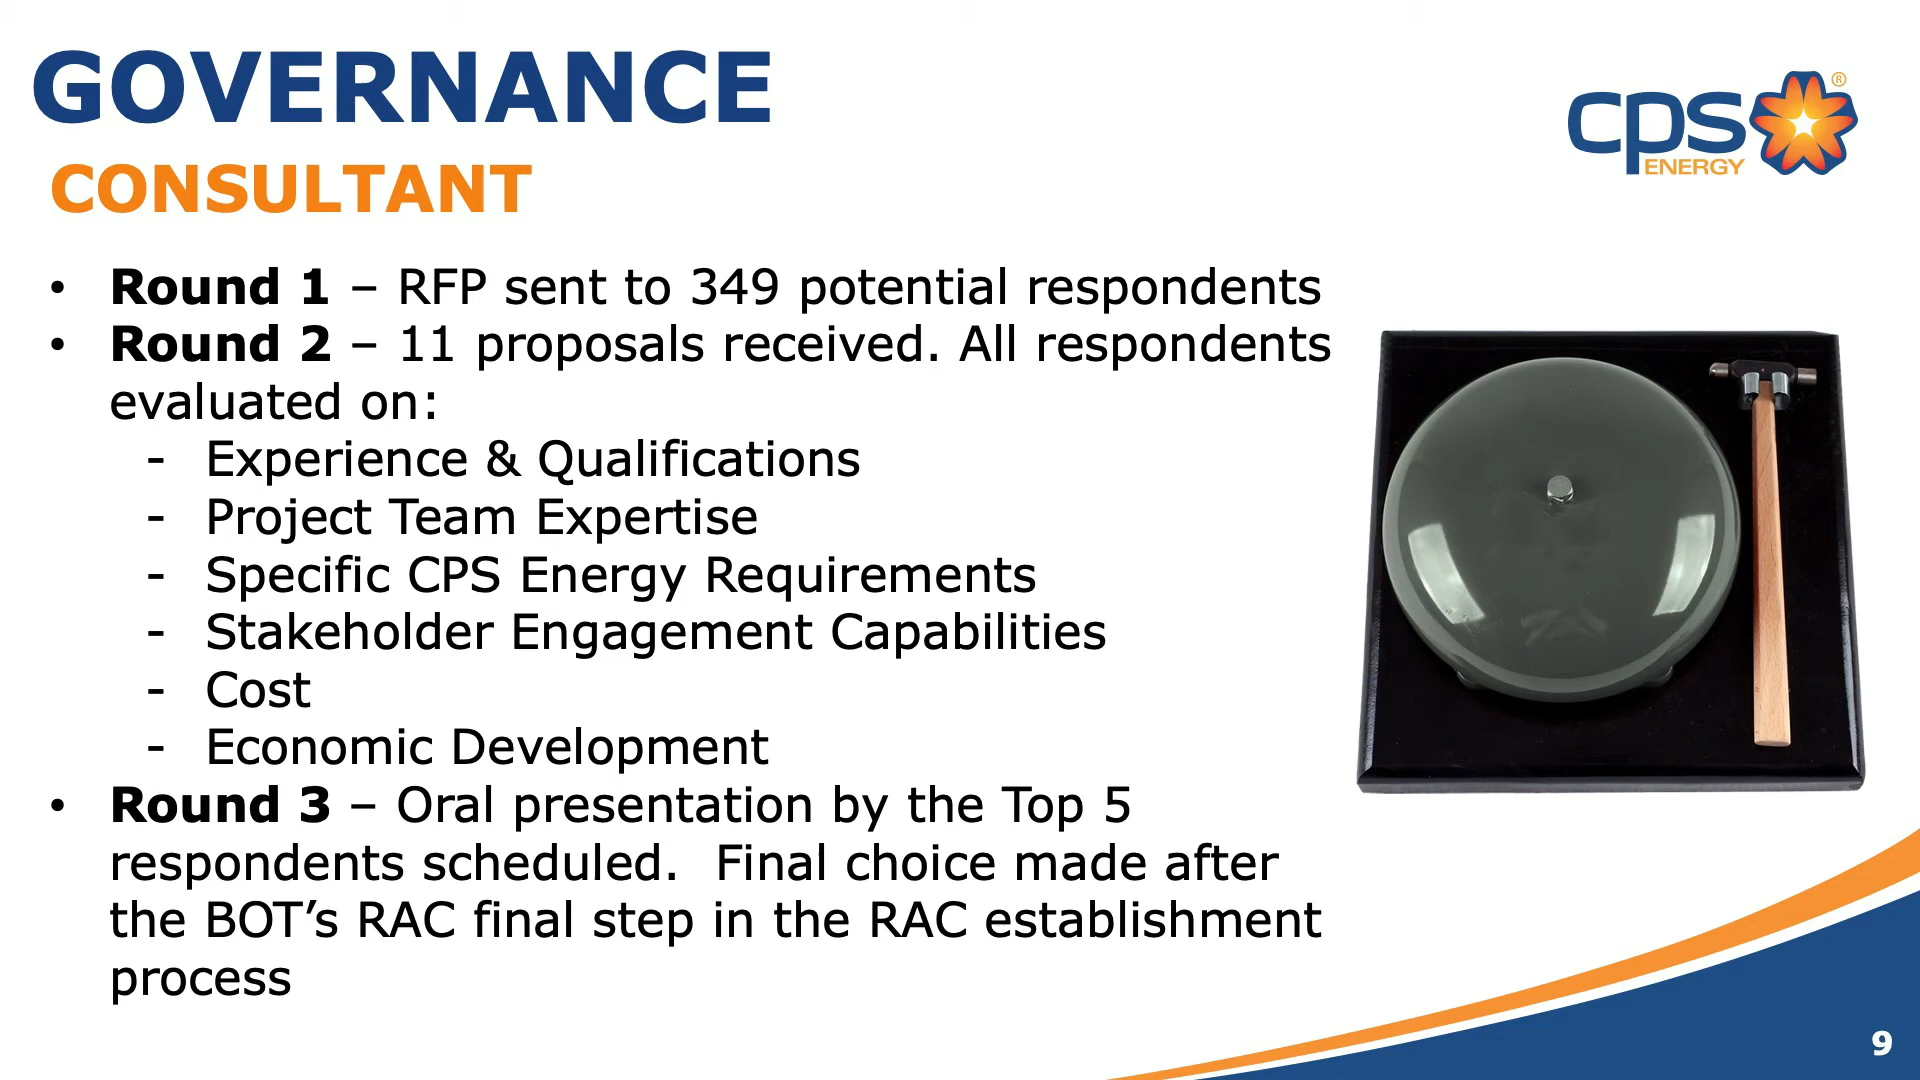 GOVERNANCE
CONSULTANT
cps
ENERGY
®
• Round 1 – RFP sent to 349 potential respondents
• Round 2 – 11 proposals received. All respondents
evaluated on:
- Experience & Qualifications
- Project Team Expertise
- Specific CPS Energy Requirements
- Stakeholder Engagement Capabilities
- Cost
- Economic Development
• Round 3 – Oral presentation by the Top 5
respondents scheduled.  Final choice made after
the BOT’s RAC final step in the RAC establishment
process
9